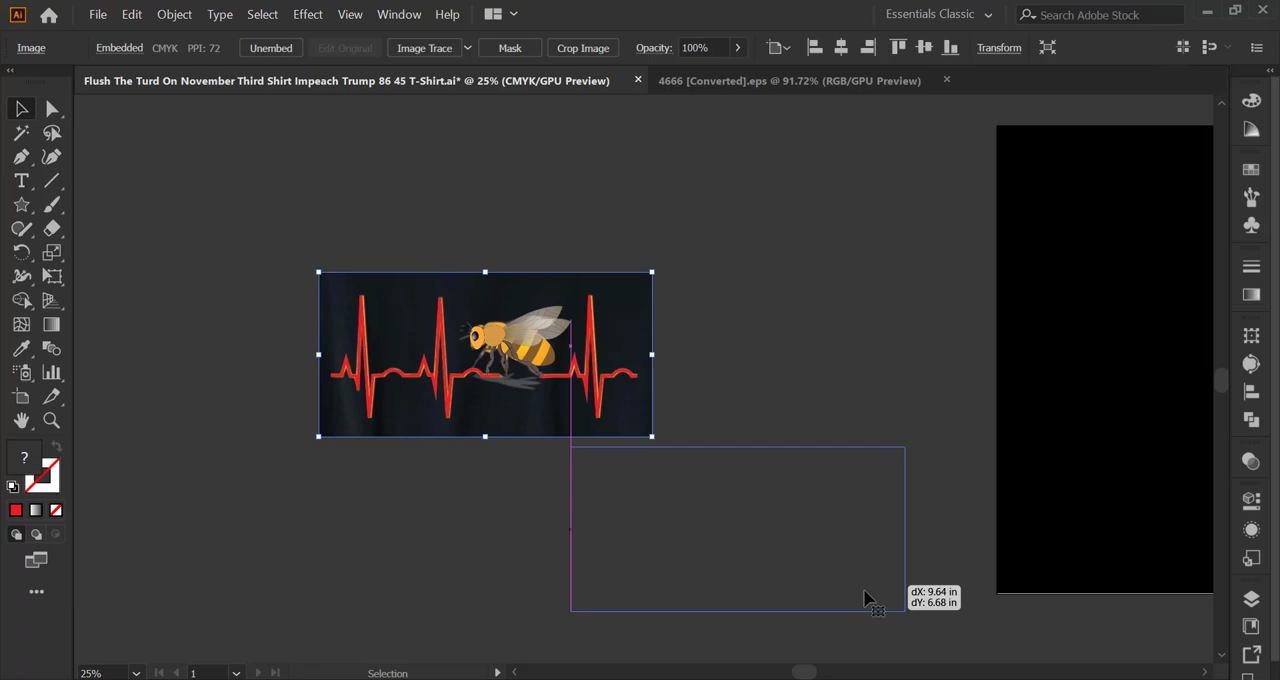 Ai File Edit Object Type Select Effect View Window Help Essentials Classic Search Adobe Stock
Image Embedded CMYK PPI: 72 Unembed Edit Original Image Trace Mask Crop Image Opacity: 100% Transform
Flush The Turd On November Third Shirt Impeach Trump 86 45 T-Shirt.ai* @ 25% (CMYK/GPU Preview) × 4666 [Converted].eps @ 91.72% (RGB/GPU Preview) ×
?
dX: 9.64 in
dY: 6.68 in
25% 1 Selection